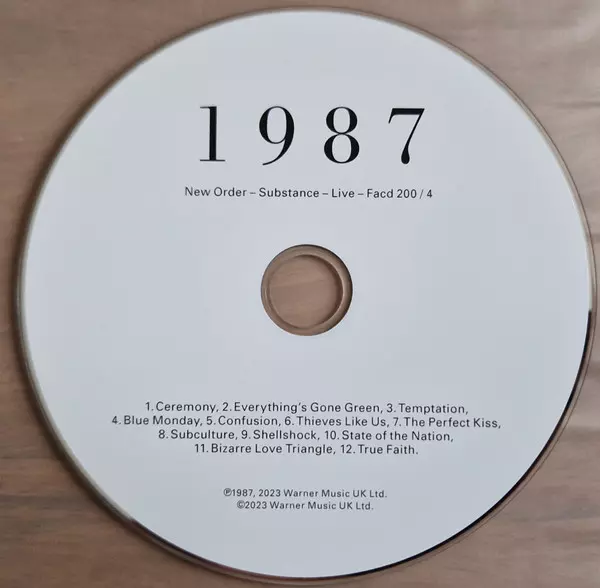 1987
New Order – Substance – Live – Facd 200 / 4
1. Ceremony, 2. Everything's Gone Green, 3. Temptation,
4. Blue Monday, 5. Confusion, 6. Thieves Like Us, 7. The Perfect Kiss,
8. Subculture, 9. Shellshock, 10. State of the Nation,
11. Bizarre Love Triangle, 12. True Faith.
℗1987, 2023 Warner Music UK Ltd.
©2023 Warner Music UK Ltd.